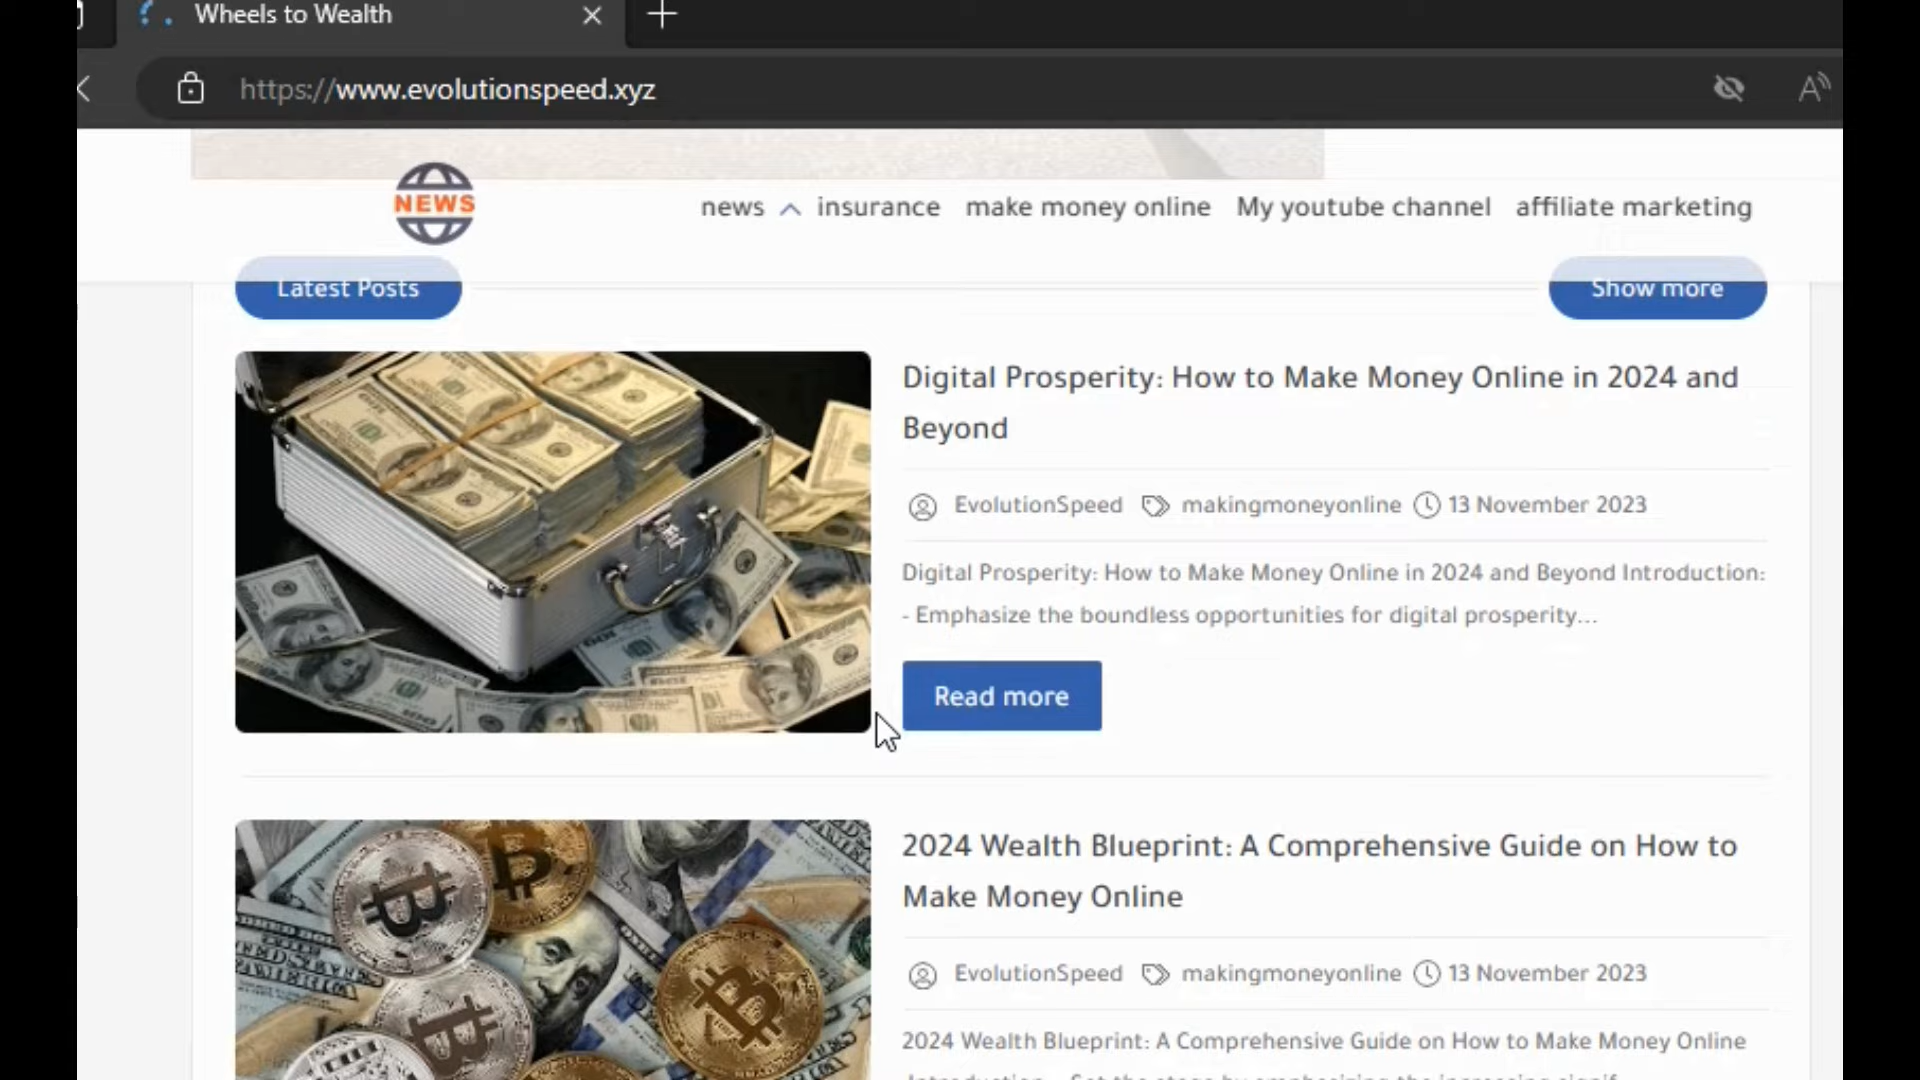 Wheels to Wealth
https://www.evolutionspeed.xyz
NEWS
news insurance make money online My youtube channel affiliate marketing
Latest Posts
Show more
Digital Prosperity: How to Make Money Online in 2024 and
Beyond
EvolutionSpeed makingmoneyonline 13 November 2023
Digital Prosperity: How to Make Money Online in 2024 and Beyond Introduction:
- Emphasize the boundless opportunities for digital prosperity...
Read more
2024 Wealth Blueprint: A Comprehensive Guide on How to
Make Money Online
EvolutionSpeed makingmoneyonline 13 November 2023
2024 Wealth Blueprint: A Comprehensive Guide on How to Make Money Online